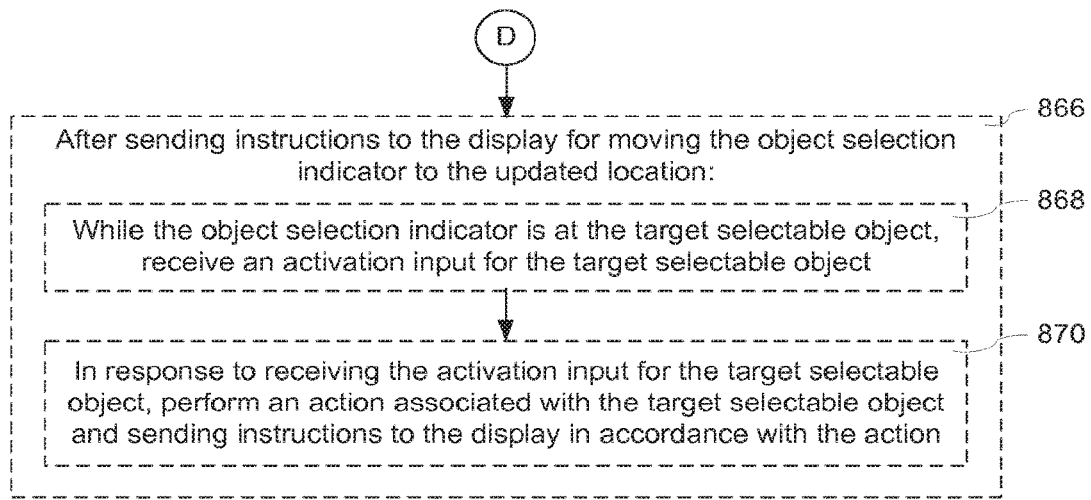 D
866
After sending instructions to the display for moving the object selection
indicator to the updated location:
868
While the object selection indicator is at the target selectable object,
receive an activation input for the target selectable object
870
In response to receiving the activation input for the target selectable
object, perform an action associated with the target selectable object
and sending instructions to the display in accordance with the action